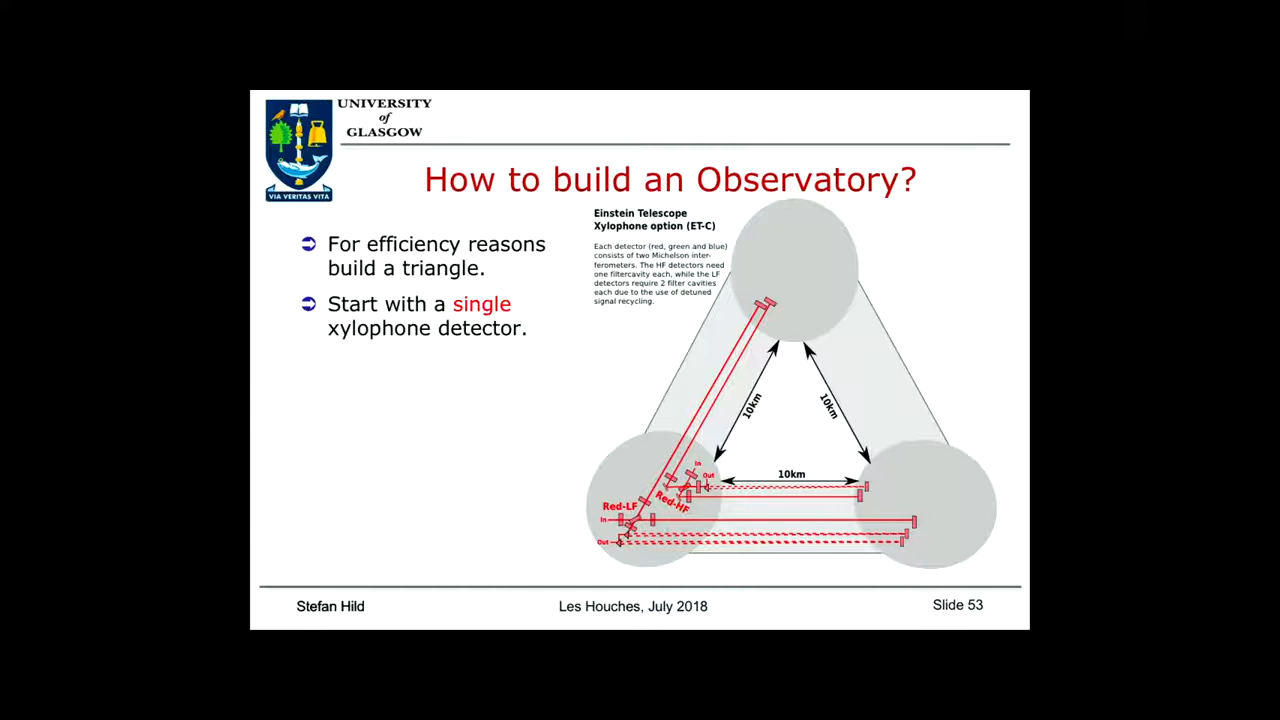 UNIVERSITY
of
GLASGOW
VIA VERITAS VITA
How to build an Observatory?
For efficiency reasons
build a triangle.
Start with a single
xylophone detector.
Einstein Telescope
Xylophone option (ET-C)
Each detector (red, green and blue)
consists of two Michelson inter-
ferometers. The HF detectors need
one filtercavity each, while the LF
detectors require 2 filter cavities
each due to the use of detuned
signal recycling.
10km
10km
10km
In
Out
Red-HF
Red-LF
In
Out
Stefan Hild
Les Houches, July 2018
Slide 53